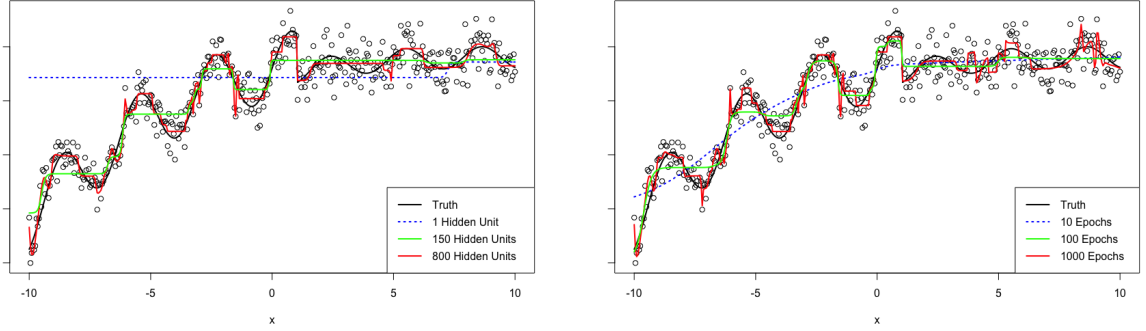 Truth
1 Hidden Unit
150 Hidden Units
800 Hidden Units
-10 -5 0 5 10
x
Truth
10 Epochs
100 Epochs
1000 Epochs
-10 -5 0 5 10
x